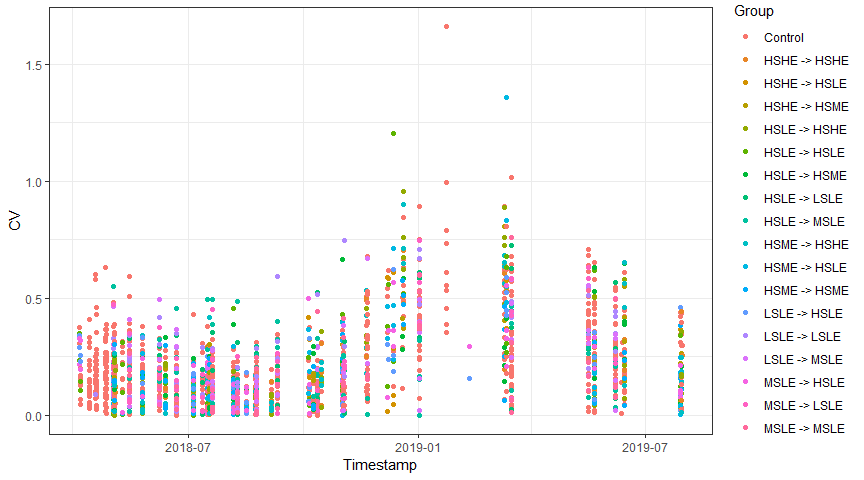 Group
Control
HSHE -> HSHE
HSHE -> HSLE
HSHE -> HSME
HSLE -> HSHE
HSLE -> HSLE
HSLE -> HSME
HSLE -> LSLE
HSLE -> MSLE
HSME -> HSHE
HSME -> HSLE
HSME -> HSME
LSLE -> HSLE
LSLE -> LSLE
LSLE -> MSLE
MSLE -> HSLE
MSLE -> LSLE
MSLE -> MSLE
CV
1.5
1.0
0.5
0.0
2018-07
2019-01
2019-07
Timestamp